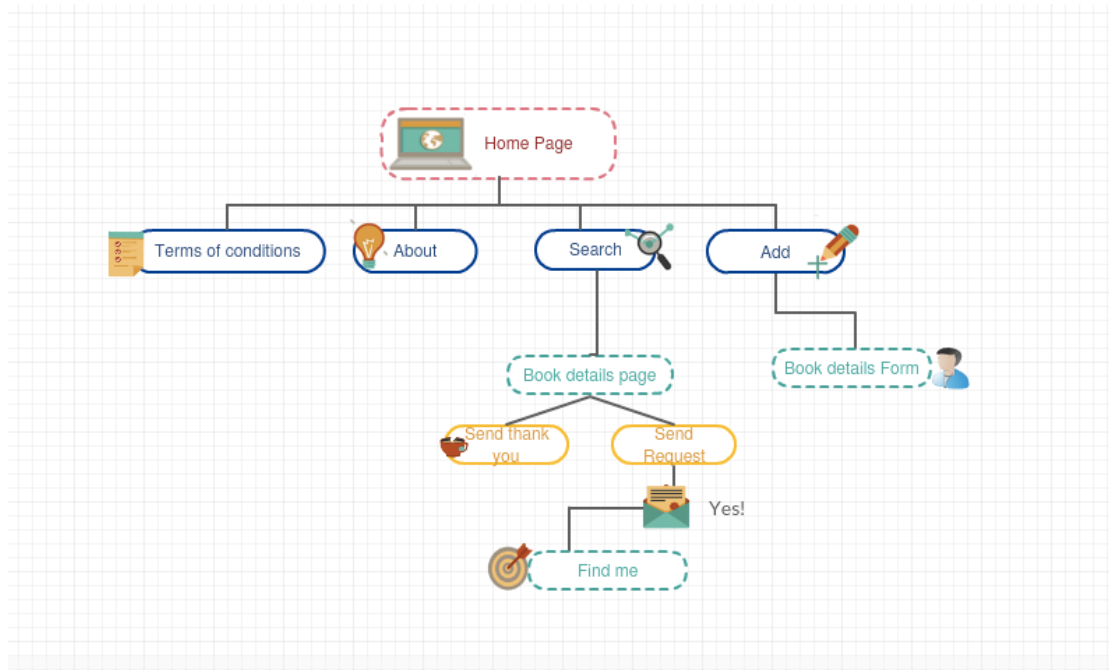 Home Page
Terms of conditions
About
Search
Add
Book details page
Book details Form
Send thank
you
Send
Request
Yes!
Find me